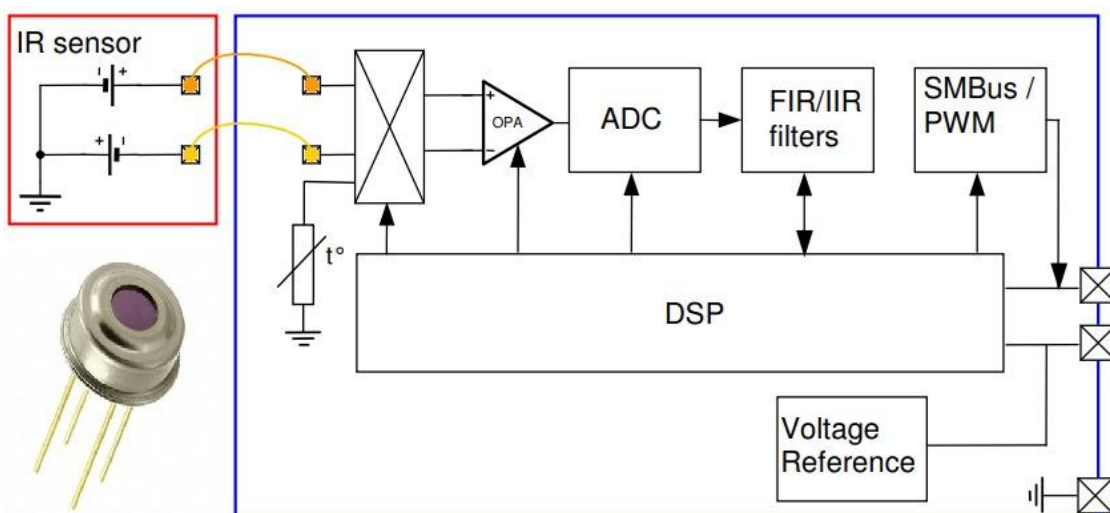 IR sensor
- +
+ -
t°
+
OPA
-
ADC
FIR/IIR
filters
SMBus /
PWM
DSP
Voltage
Reference